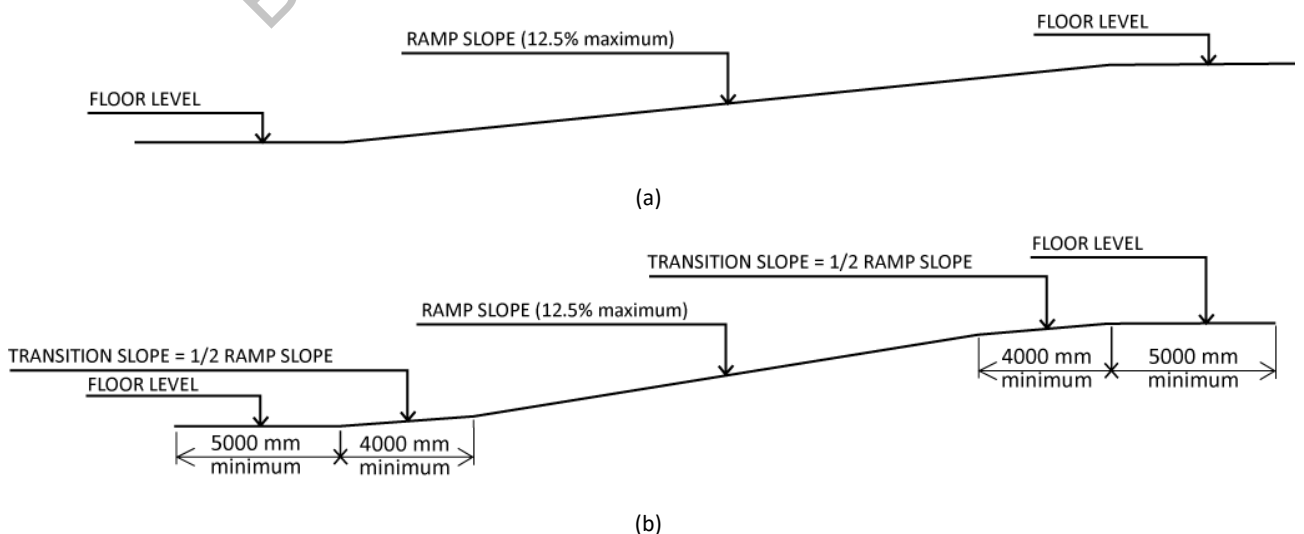 FLOOR LEVEL
RAMP SLOPE (12.5% maximum)
FLOOR LEVEL
(a)
FLOOR LEVEL
TRANSITION SLOPE = 1/2 RAMP SLOPE
RAMP SLOPE (12.5% maximum)
TRANSITION SLOPE = 1/2 RAMP SLOPE
4000 mm
minimum
5000 mm
minimum
FLOOR LEVEL
5000 mm
minimum
4000 mm
minimum
(b)